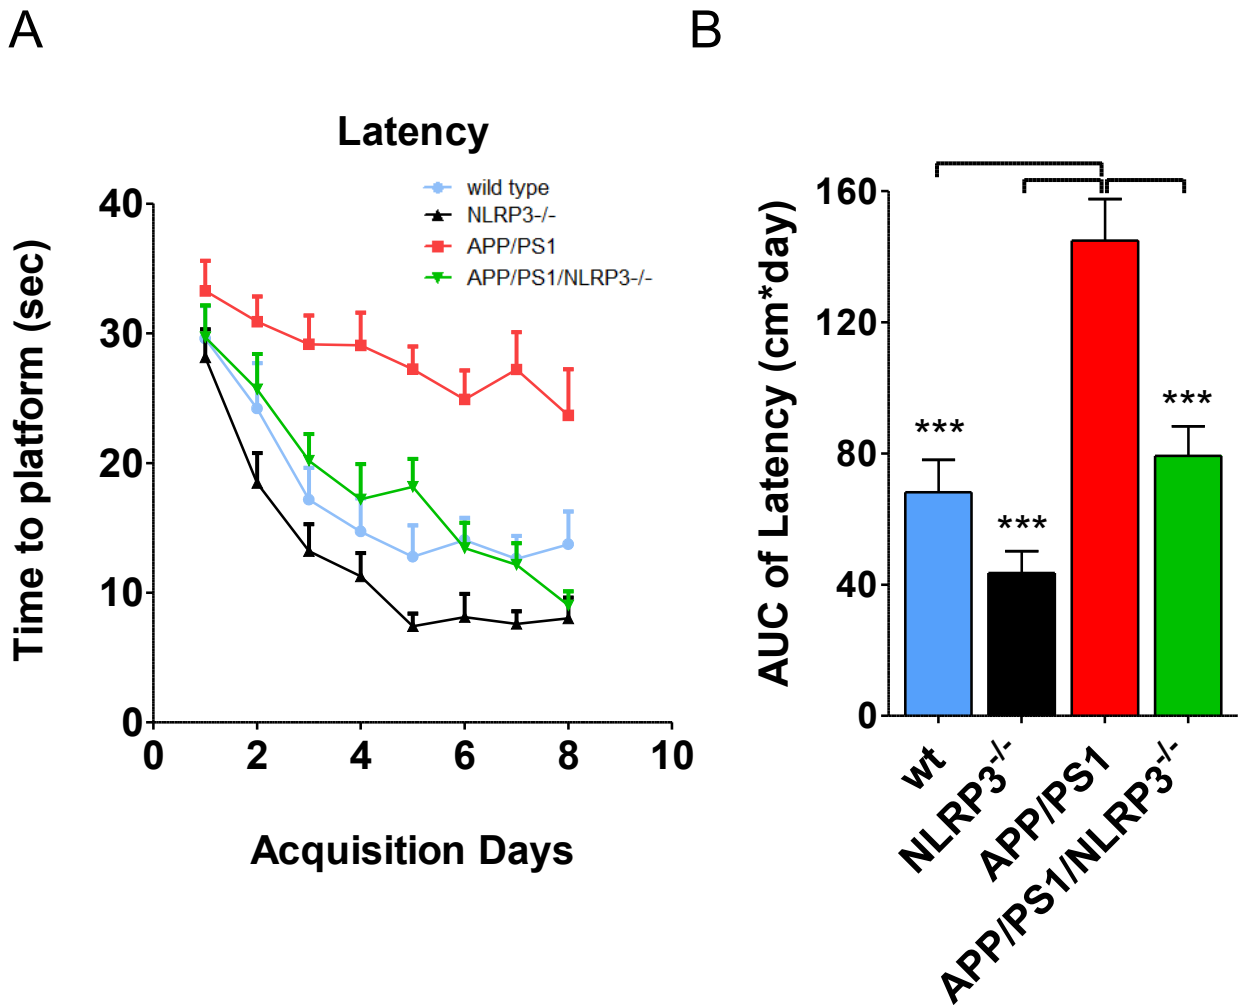 A
B
Latency
wild type
NLRP3-/-
APP/PS1
APP/PS1/NLRP3-/-
40
30
20
10
0
Time to platform (sec)
0 2 4 6 8 10
Acquisition Days
160
120
80
40
0
AUC of Latency (cm*day)
***
***
***
wt
NLRP3-/-
APP/PS1
APP/PS1/NLRP3-/-